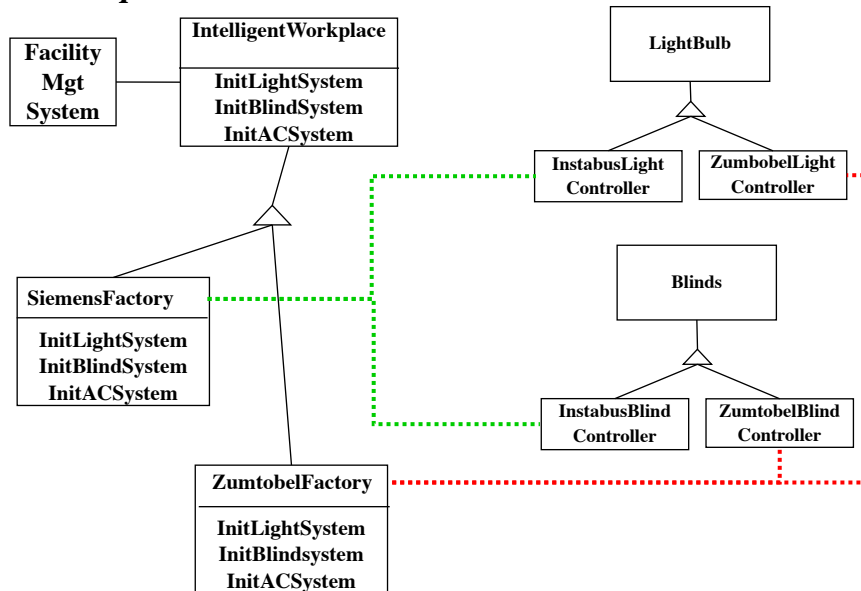 IntelligentWorkplace
InitLightSystem
InitBlindSystem
InitACSystem
Facility
Mgt
System
LightBulb
InstabusLight
Controller
ZumbobelLight
Controller
SiemensFactory
InitLightSystem
InitBlindSystem
InitACSystem
Blinds
InstabusBlind
Controller
ZumtobelBlind
Controller
ZumtobelFactory
InitLightSystem
InitBlindsystem
InitACSystem